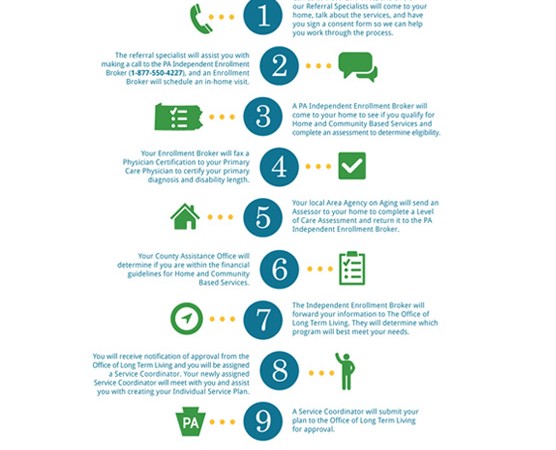 our Referral Specialists will come to your
home, talk about the services, and have
you sign a consent form so we can help
you work through the process.
1
The referral specialist will assist you with
making a call to the PA Independent Enrollment
Broker (1-877-550-4227), and an Enrollment
Broker will schedule an in-home visit.
2
3
A PA Independent Enrollment Broker will
come to your home to see if you qualify for
Home and Community Based Services and
complete an assessment to determine eligibility.
Your Enrollment Broker will fax a
Physician Certification to your Primary
Care Physician to certify your primary
diagnosis and disability length.
4
5
Your local Area Agency on Aging will send an
Assessor to your home to complete a Level
of Care Assessment and return it to the PA
Independent Enrollment Broker.
Your County Assistance Office will
determine if you are within the financial
guidelines for Home and Community
Based Services.
6
7
The Independent Enrollment Broker will
forward your information to The Office of
Long Term Living. They will determine which
program will best meet your needs.
You will receive notification of approval from the
Office of Long Term Living and you will be assigned
a Service Coordinator. Your newly assigned
Service Coordinator will meet with you and assist
you with creating your Individual Service Plan.
8
PA
9
A Service Coordinator will submit your
plan to the Office of Long Term Living
for approval.